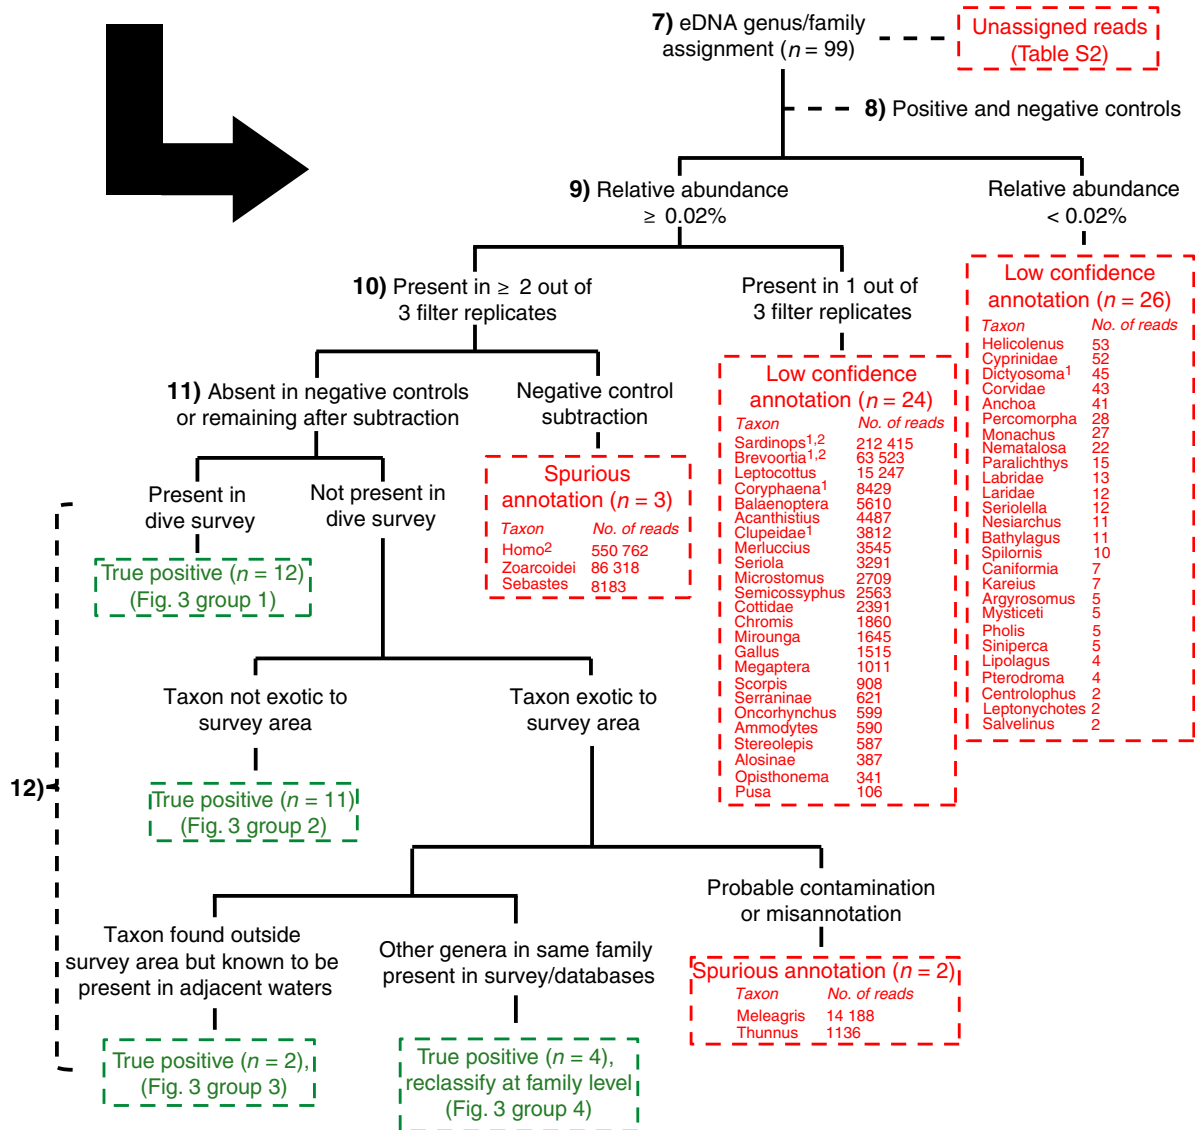 7) eDNA genus/family
assignment (n = 99)
Unassigned reads
(Table S2)
8) Positive and negative controls
9) Relative abundance
≥ 0.02%
Relative abundance
< 0.02%
10) Present in ≥ 2 out of
3 filter replicates
Present in 1 out of
3 filter replicates
Low confidence
annotation (n = 26)
Taxon No. of reads
Helicolenus 53
Cyprinidae 52
Dictyosoma1 45
Corvidae 43
Anchoa 41
Percomorpha 28
Monachus 27
Nematalosa 22
Paralichthys 15
Labridae 13
Laridae 12
Seriolella 12
Nesiarchus 11
Bathylagus 11
Spilornis 10
Caniformia 7
Kareius 7
Argyrosomus 5
Mysticeti 5
Pholis 5
Siniperca 5
Lipolagus 4
Pterodroma 4
Centrolophus 2
Leptonychotes 2
Salvelinus 2
11) Absent in negative controls
or remaining after subtraction
Negative control
subtraction
Low confidence
annotation (n = 24)
Taxon No. of reads
Sardinops1,2 212 415
Brevoortia1,2 63 523
Leptocottus 15 247
Coryphaena1 8429
Balaenoptera 5610
Acanthistius 4487
Clupeidae1 3812
Merluccius 3545
Seriola 3291
Microstomus 2709
Semicossyphus 2563
Cottidae 2391
Chromis 1860
Mirounga 1645
Gallus 1515
Megaptera 1011
Scorpis 908
Serraninae 621
Oncorhynchus 599
Ammodytes 590
Stereolepis 587
Alosinae 387
Opisthonema 341
Pusa 106
Spurious
annotation (n = 3)
Taxon No. of reads
Homo2 550 762
Zoarcoidei 86 318
Sebastes 8183
Present in
dive survey
Not present in
dive survey
True positive (n = 12)
(Fig. 3 group 1)
Taxon not exotic to
survey area
Taxon exotic to
survey area
12)
True positive (n = 11)
(Fig. 3 group 2)
Taxon found outside
survey area but known to be
present in adjacent waters
Other genera in same family
present in survey/databases
Probable contamination
or misannotation
Spurious annotation (n = 2)
Taxon No. of reads
Meleagris 14 188
Thunnus 1136
True positive (n = 2),
(Fig. 3 group 3)
True positive (n = 4),
reclassify at family level
(Fig. 3 group 4)